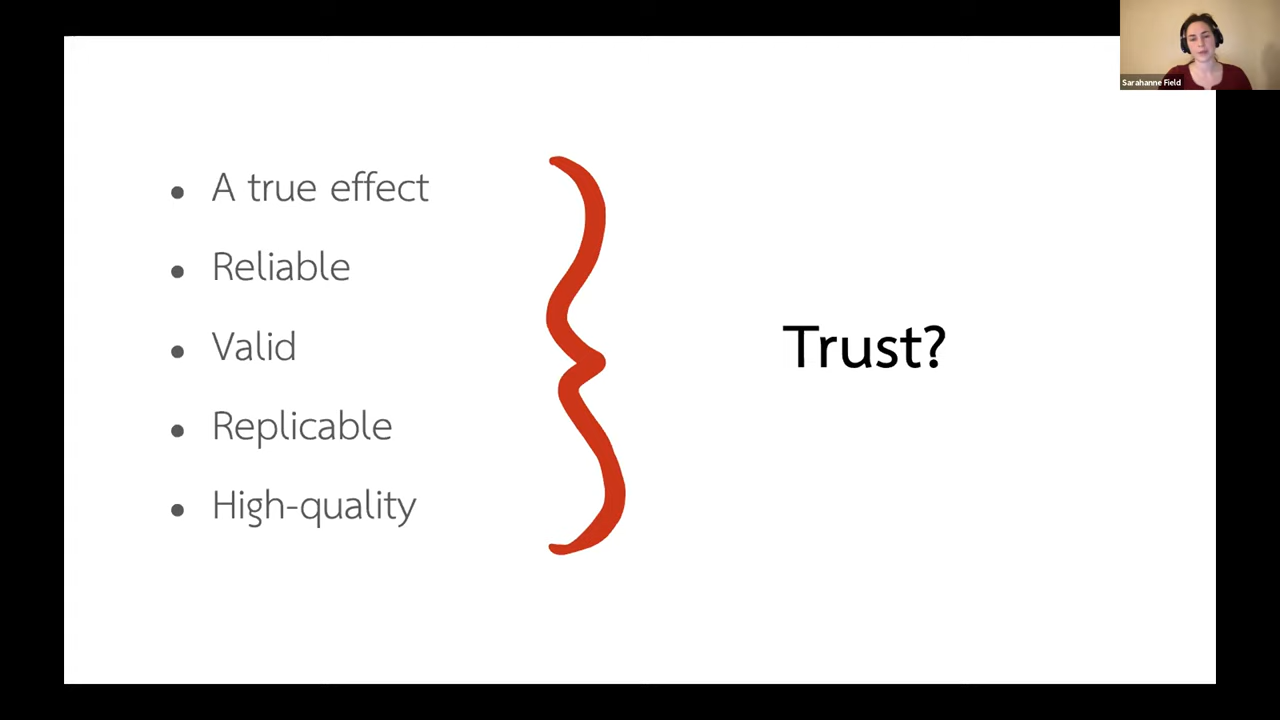 Sarahanne Field
• A true effect
• Reliable
• Valid
• Replicable
• High-quality
Trust?